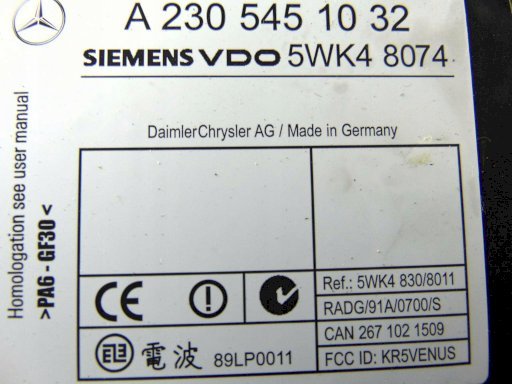 A 230 545 10 32
SIEMENS VDO 5WK4 8074
DaimlerChrysler AG / Made in Germany
Homologation see user manual
>PA6 - GF30<
CE
Ref.: 5WK4 830/8011
RADG/91A/0700/S
CAN 267 102 1509
FCC ID: KR5VENUS
電波 89LP0011